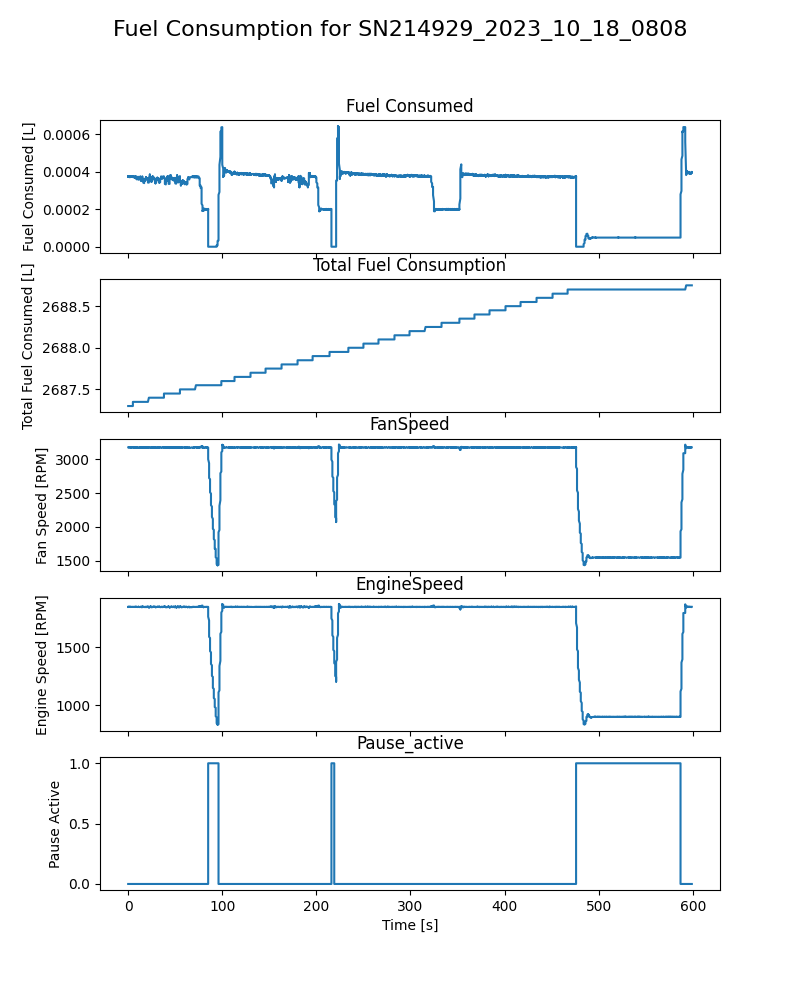 Fuel Consumption for SN214929_2023_10_18_0808
Fuel Consumed
Fuel Consumed [L]
0.0006
0.0004
0.0002
0.0000
Total Fuel Consumption
Total Fuel Consumed [L]
2688.5
2688.0
2687.5
FanSpeed
Fan Speed [RPM]
3000
2500
2000
1500
EngineSpeed
Engine Speed [RPM]
1500
1000
Pause_active
Pause Active
1.0
0.5
0.0
0 100 200 300 400 500 600
Time [s]